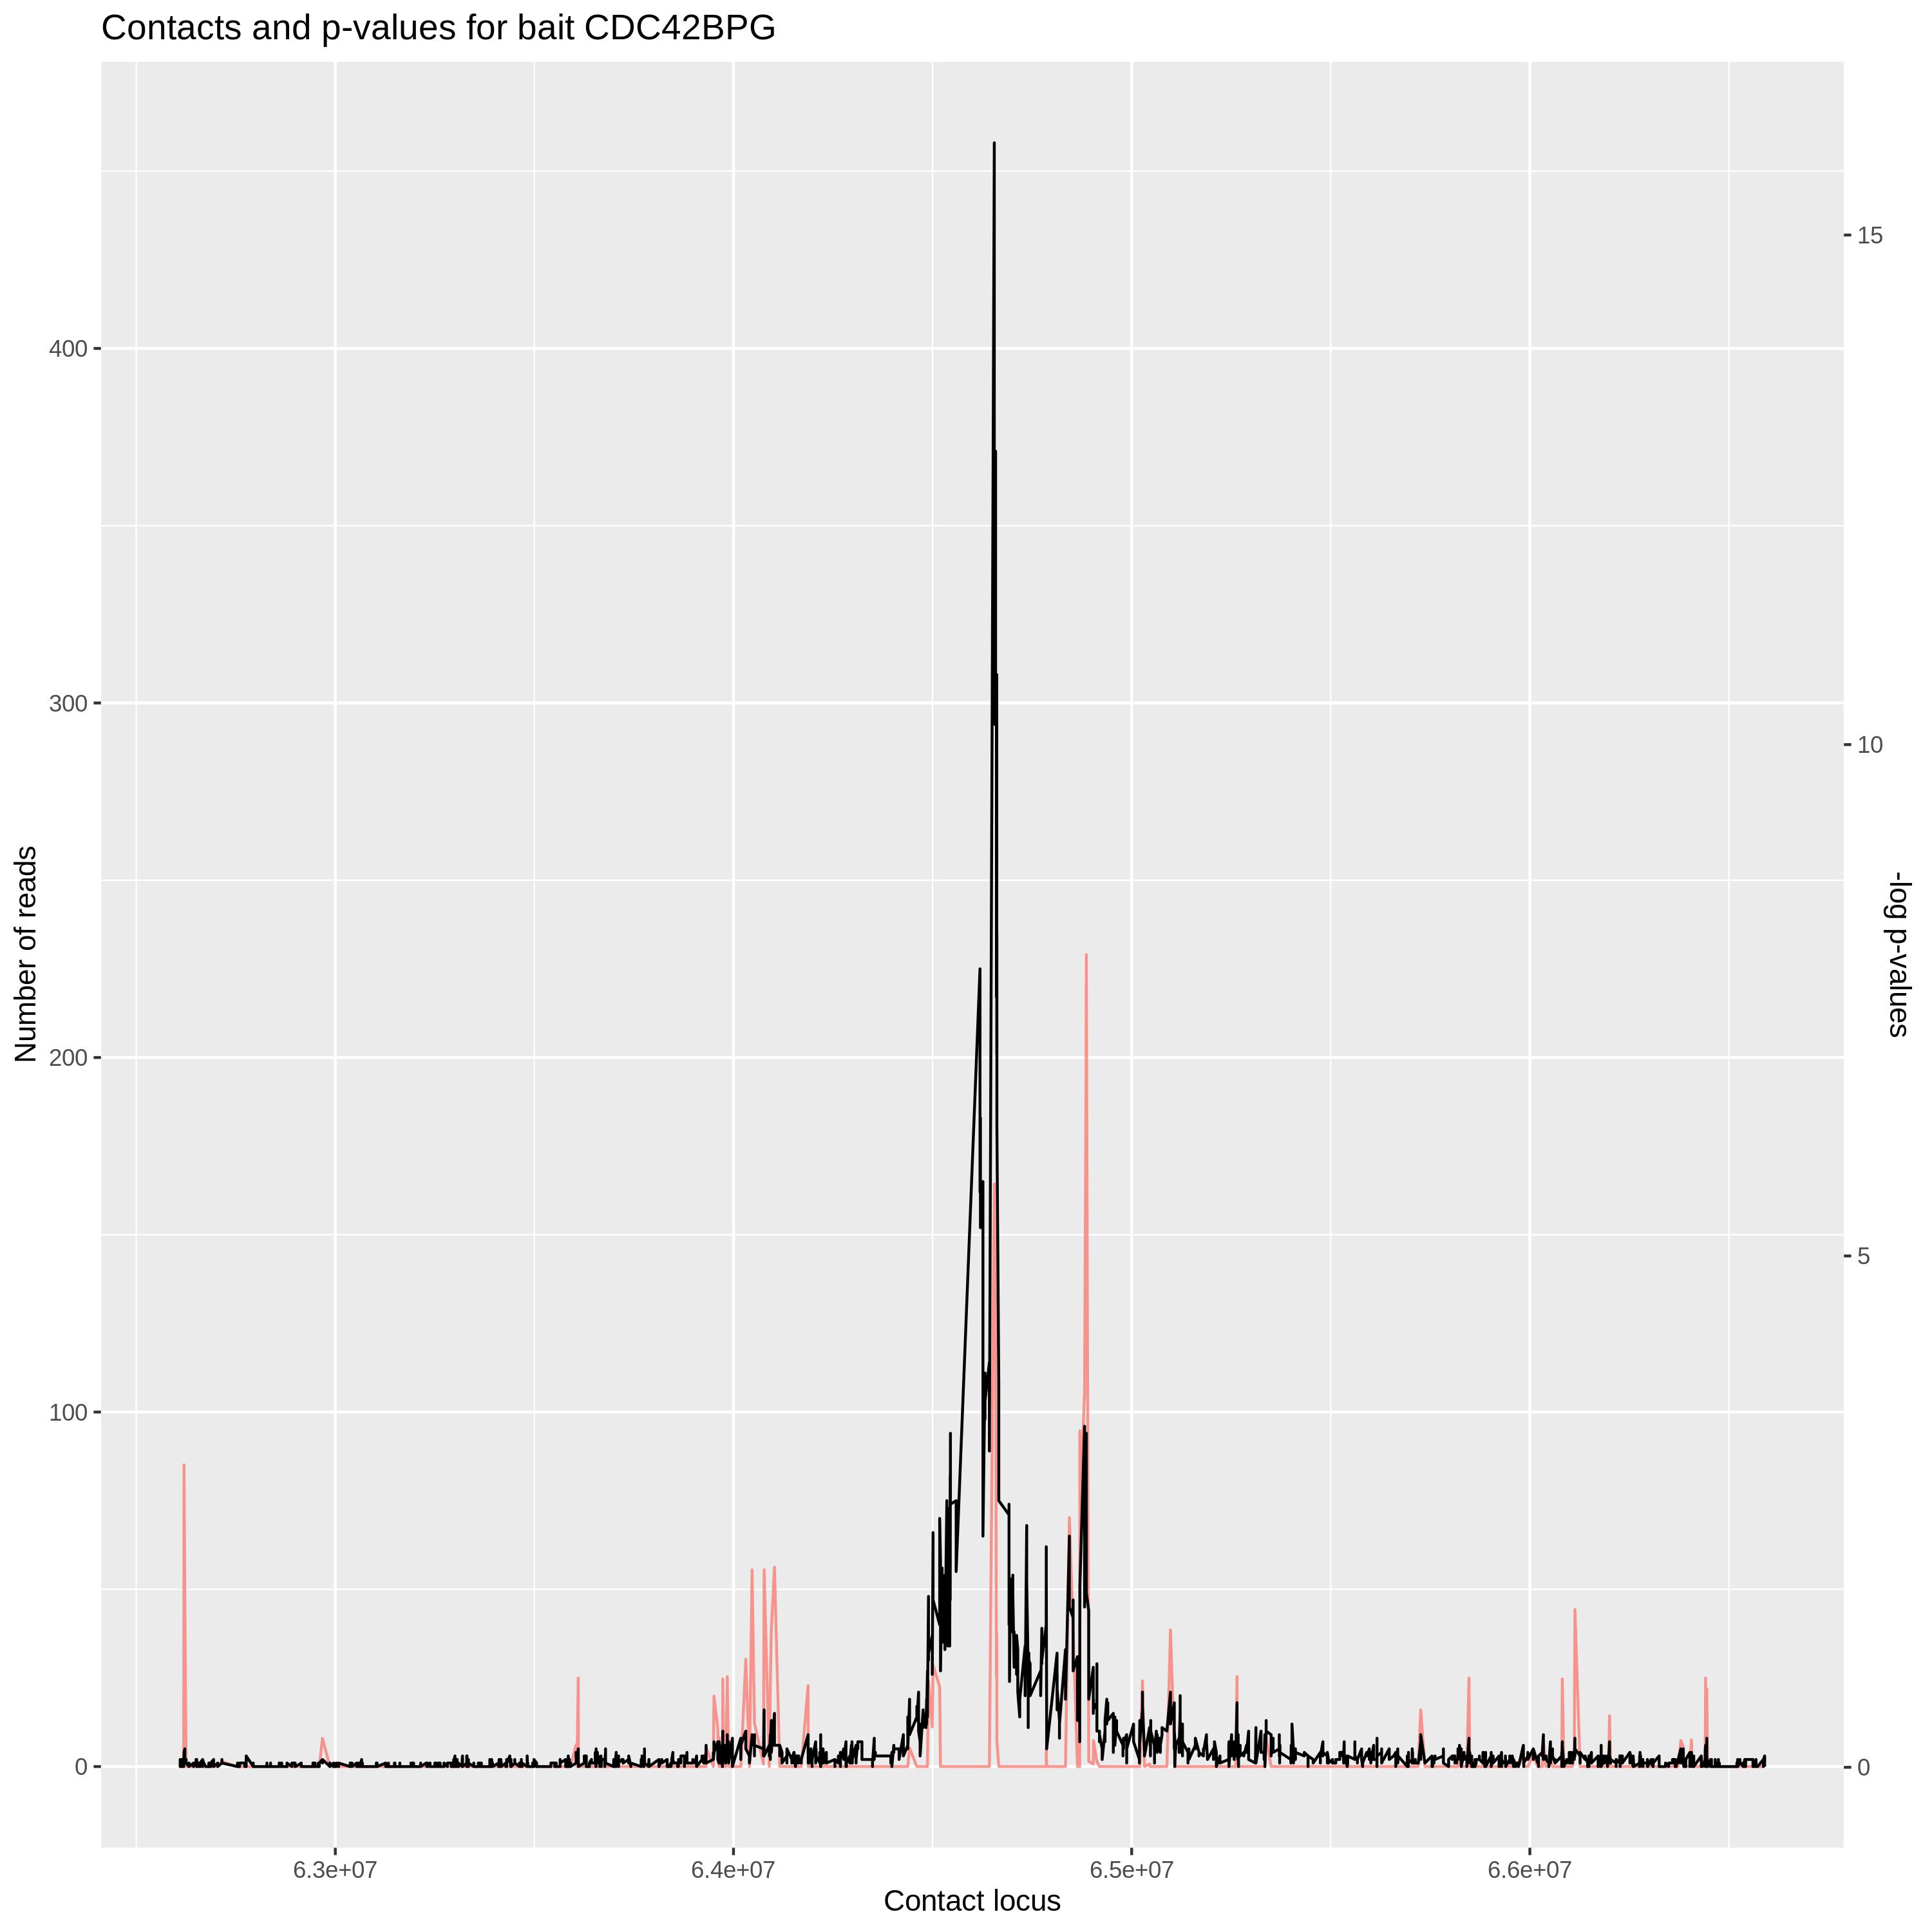 Contacts and p-values for bait CDC42BPG
400
300
200
100
0
Number of reads
15
10
5
0
-log p-values
6.3e+07
6.4e+07
6.5e+07
6.6e+07
Contact locus